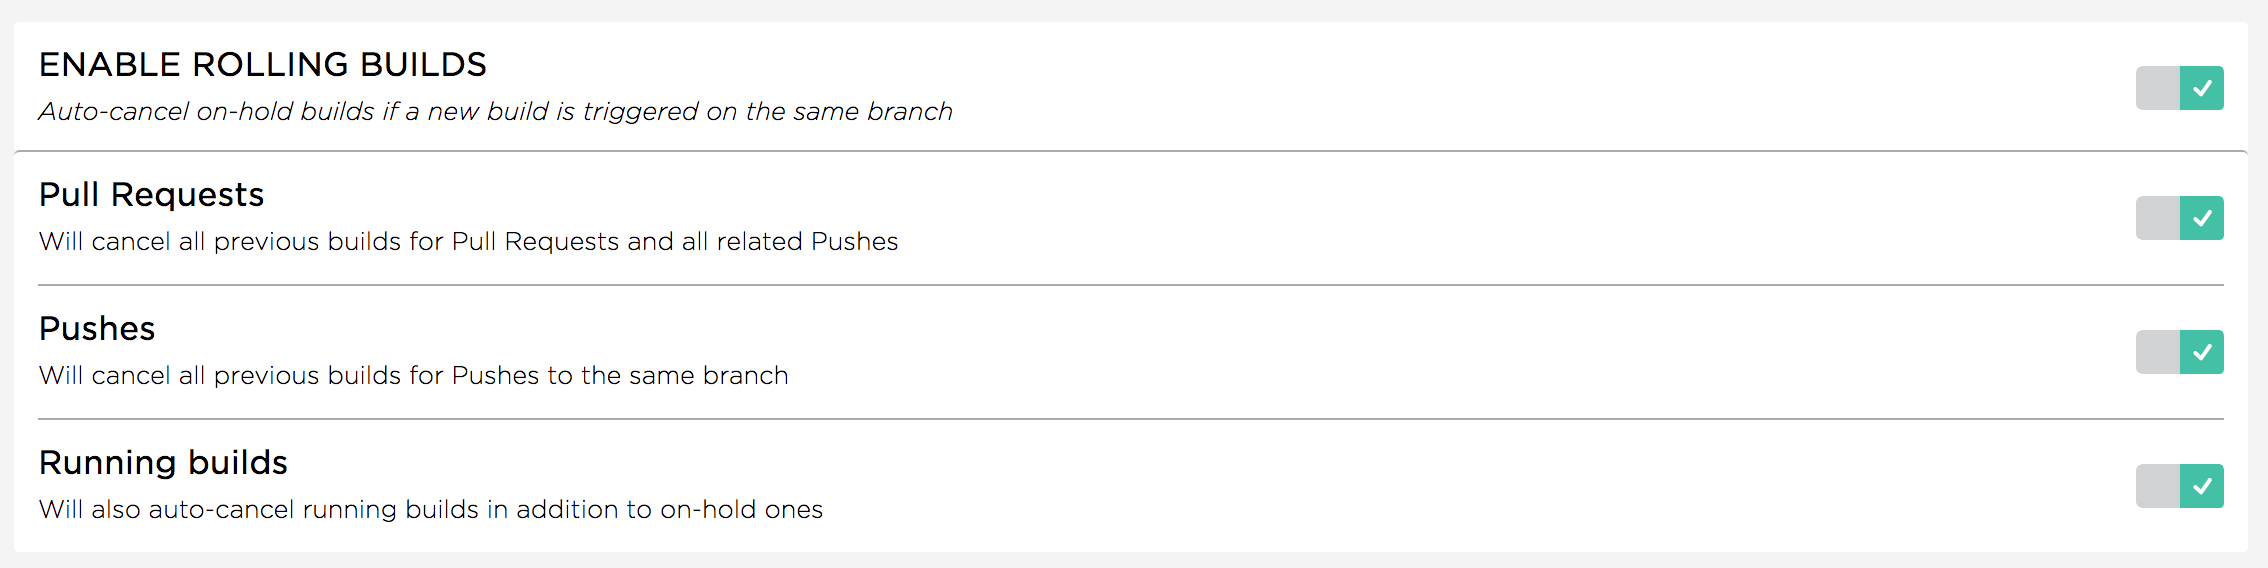 ENABLE ROLLING BUILDS
Auto-cancel on-hold builds if a new build is triggered on the same branch
Pull Requests
Will cancel all previous builds for Pull Requests and all related Pushes
Pushes
Will cancel all previous builds for Pushes to the same branch
Running builds
Will also auto-cancel running builds in addition to on-hold ones